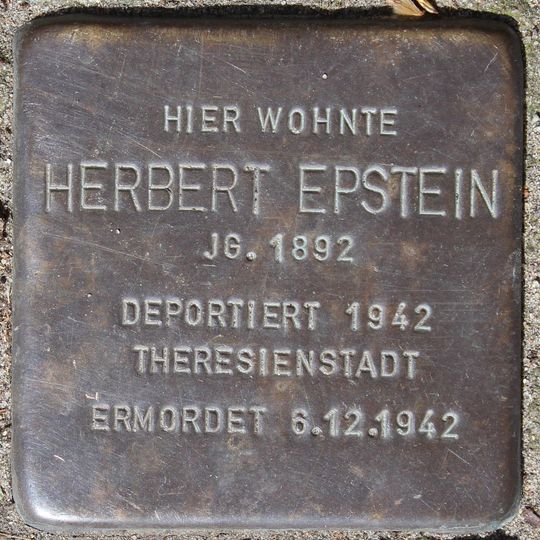 HIER WOHNTE
HERBERT EPSTEIN
JG. 1892
DEPORTIERT 1942
THERESIENSTADT
ERMORDET 6.12.1942